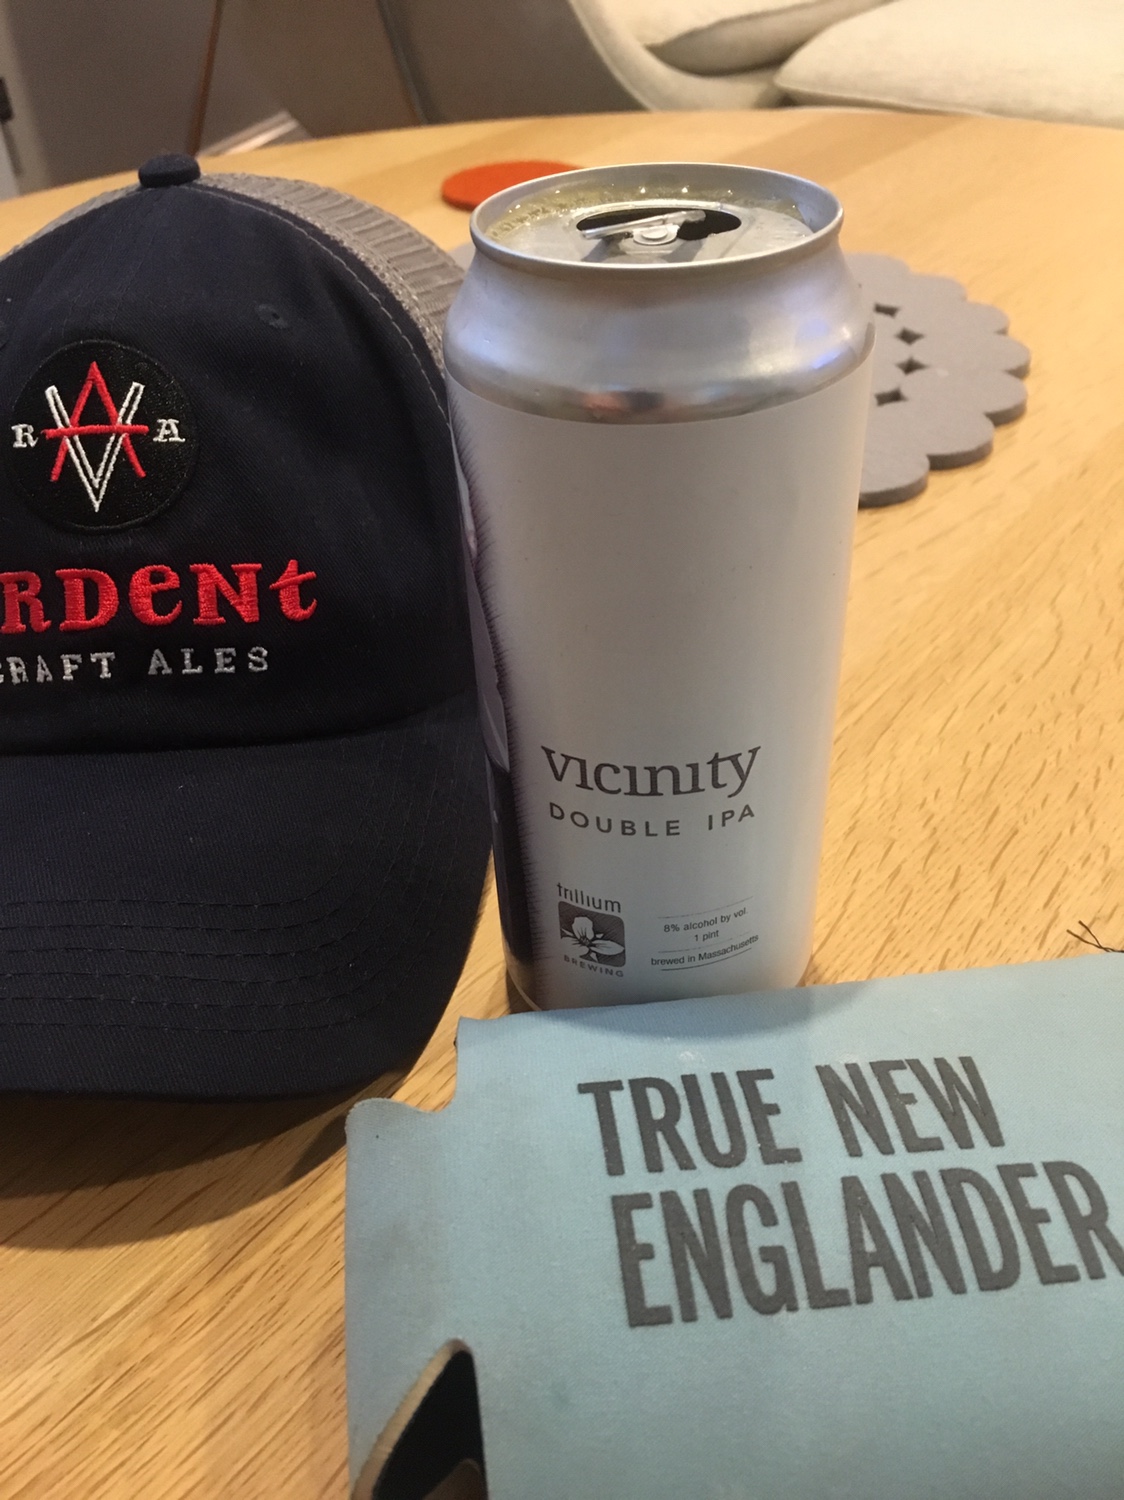 R A
RDeNt
CRAFT ALES
vicinity
DOUBLE IPA
trillium
BREWING
8% alcohol by vol.
1 pint
brewed in Massachusetts
TRUE NEW
ENGLANDER